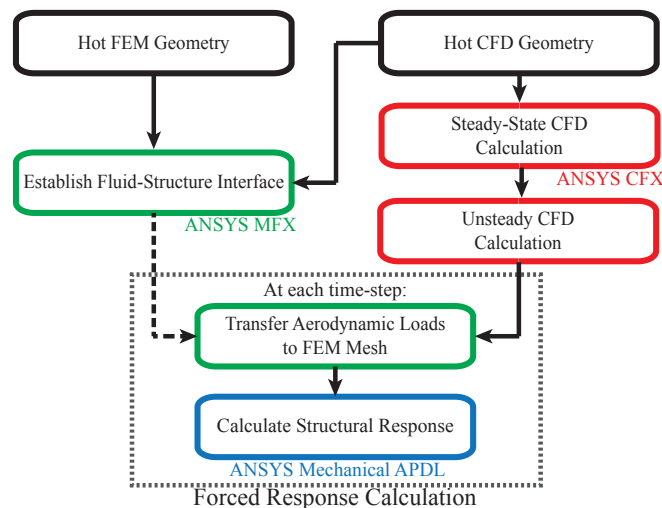 Hot FEM Geometry
Hot CFD Geometry
Steady-State CFD
Calculation
ANSYS CFX
Establish Fluid-Structure Interface
ANSYS MFX
Unsteady CFD
Calculation
At each time-step:
Transfer Aerodynamic Loads
to FEM Mesh
Calculate Structural Response
ANSYS Mechanical APDL
Forced Response Calculation